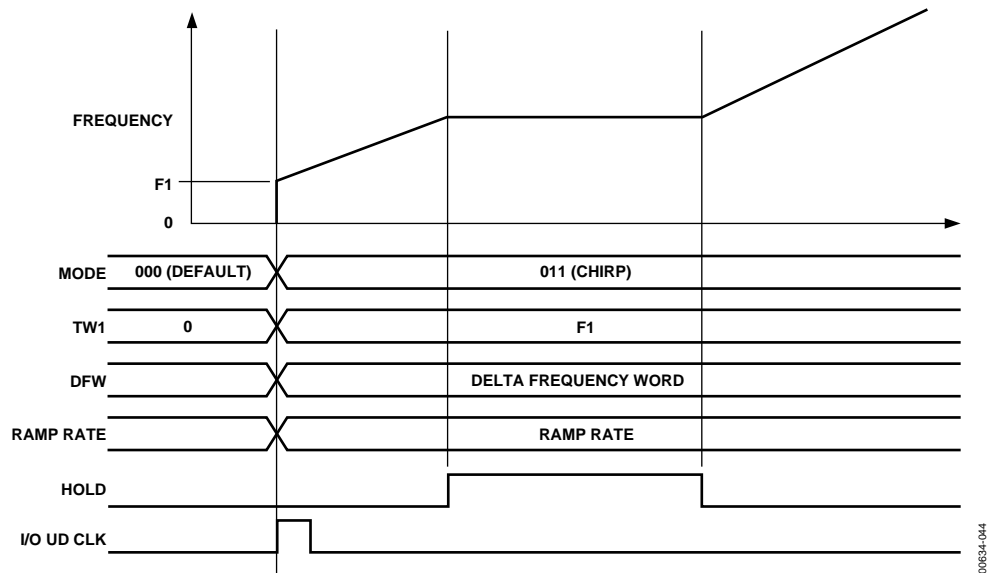 FREQUENCY
F1
0
MODE 000 (DEFAULT) 011 (CHIRP)
TW1 0 F1
DFW DELTA FREQUENCY WORD
RAMP RATE RAMP RATE
HOLD
I/O UD CLK
00634-044